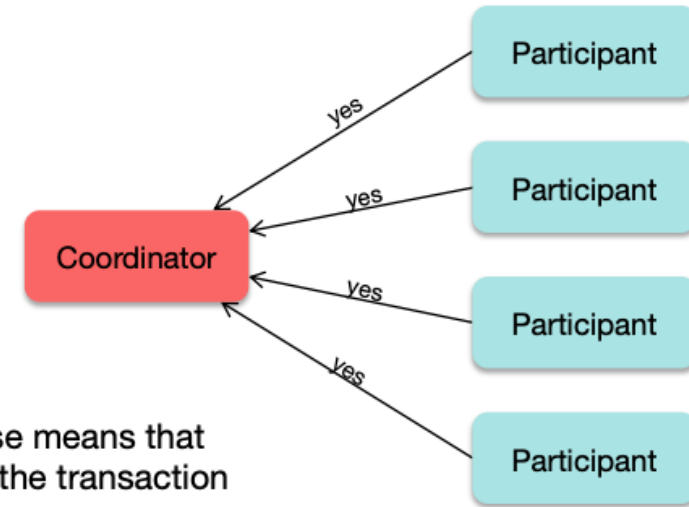 Participant
yes
Participant
yes
Coordinator
yes
Participant
yes
se means that
the transaction
Participant